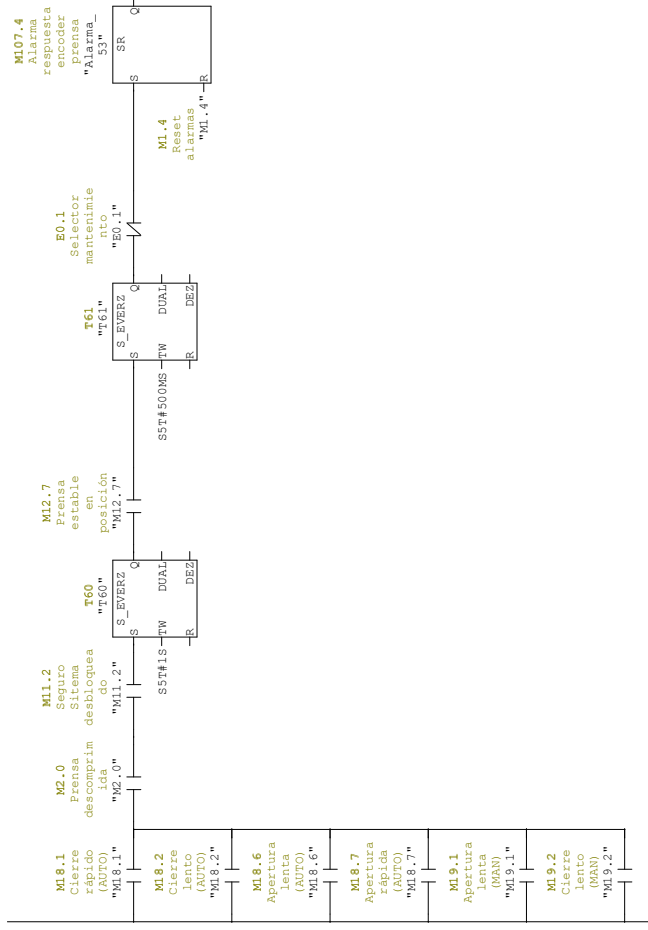 M18.1
Cierre
rápido
(AUTO)
"M18.1"
M2.0
Prensa
descomprim
ida
"M2.0"
M11.2
Seguro
Sitema
desbloquea
do
"M11.2"
T60
"T60"
S_EVERZ
S
Q
S5T#1S
TW
DUAL
R
DEZ
M12.7
Prensa
estable
en
posición
"M12.7"
T61
"T61"
S_EVERZ
S
Q
S5T#500MS
TW
DUAL
R
DEZ
E0.1
Selector
mantenimie
nto
"E0.1"
M107.4
Alarma
respuesta
encoder
prensa
"Alarma_
53"
SR
S
Q
M1.4
Reset
alarmas
"M1.4"
R
M18.2
Cierre
lento
(AUTO)
"M18.2"
M18.6
Apertura
lenta
(AUTO)
"M18.6"
M18.7
Apertura
rápida
(AUTO)
"M18.7"
M19.1
Apertura
lenta
(MAN)
"M19.1"
M19.2
Cierre
lento
(MAN)
"M19.2"